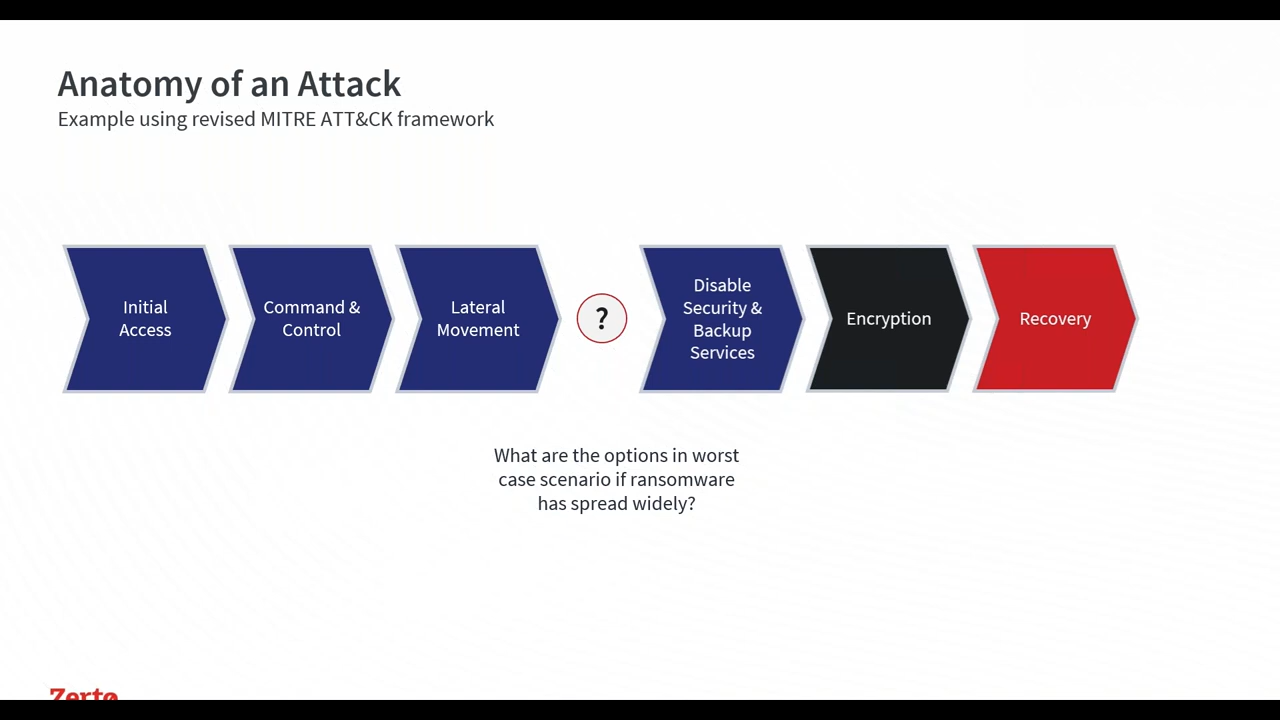 Anatomy of an Attack
Example using revised MITRE ATT&CK framework
Initial
Access
Command &
Control
Lateral
Movement
?
Disable
Security &
Backup
Services
Encryption
Recovery
What are the options in worst
case scenario if ransomware
has spread widely?
Zerto